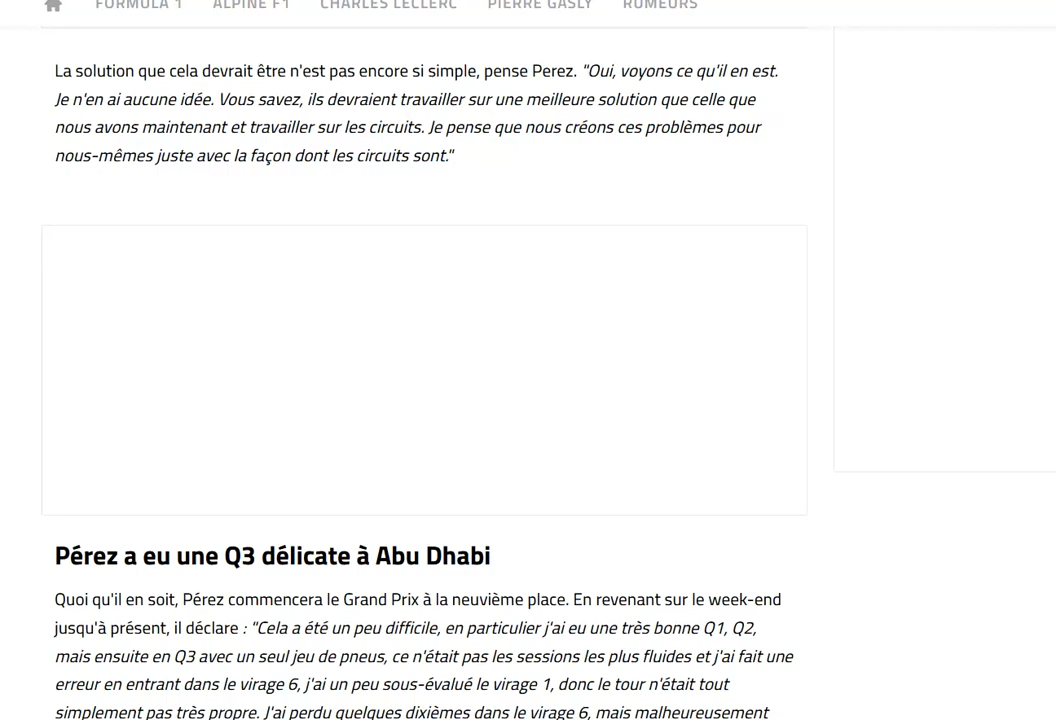 FORMULA 1 ALPINE F1 CHARLES LECLERC PIERRE GASLY RUMEURS
La solution que cela devrait être n'est pas encore si simple, pense Perez. "Oui, voyons ce qu'il en est.
Je n'en ai aucune idée. Vous savez, ils devraient travailler sur une meilleure solution que celle que
nous avons maintenant et travailler sur les circuits. Je pense que nous créons ces problèmes pour
nous-mêmes juste avec la façon dont les circuits sont."
Pérez a eu une Q3 délicate à Abu Dhabi
Quoi qu'il en soit, Pérez commencera le Grand Prix à la neuvième place. En revenant sur le week-end
jusqu'à présent, il déclare : "Cela a été un peu difficile, en particulier j'ai eu une très bonne Q1, Q2,
mais ensuite en Q3 avec un seul jeu de pneus, ce n'était pas les sessions les plus fluides et j'ai fait une
erreur en entrant dans le virage 6, j'ai un peu sous-évalué le virage 1, donc le tour n'était tout
simplement pas très propre. J'ai perdu quelques dixièmes dans le virage 6, mais malheureusement